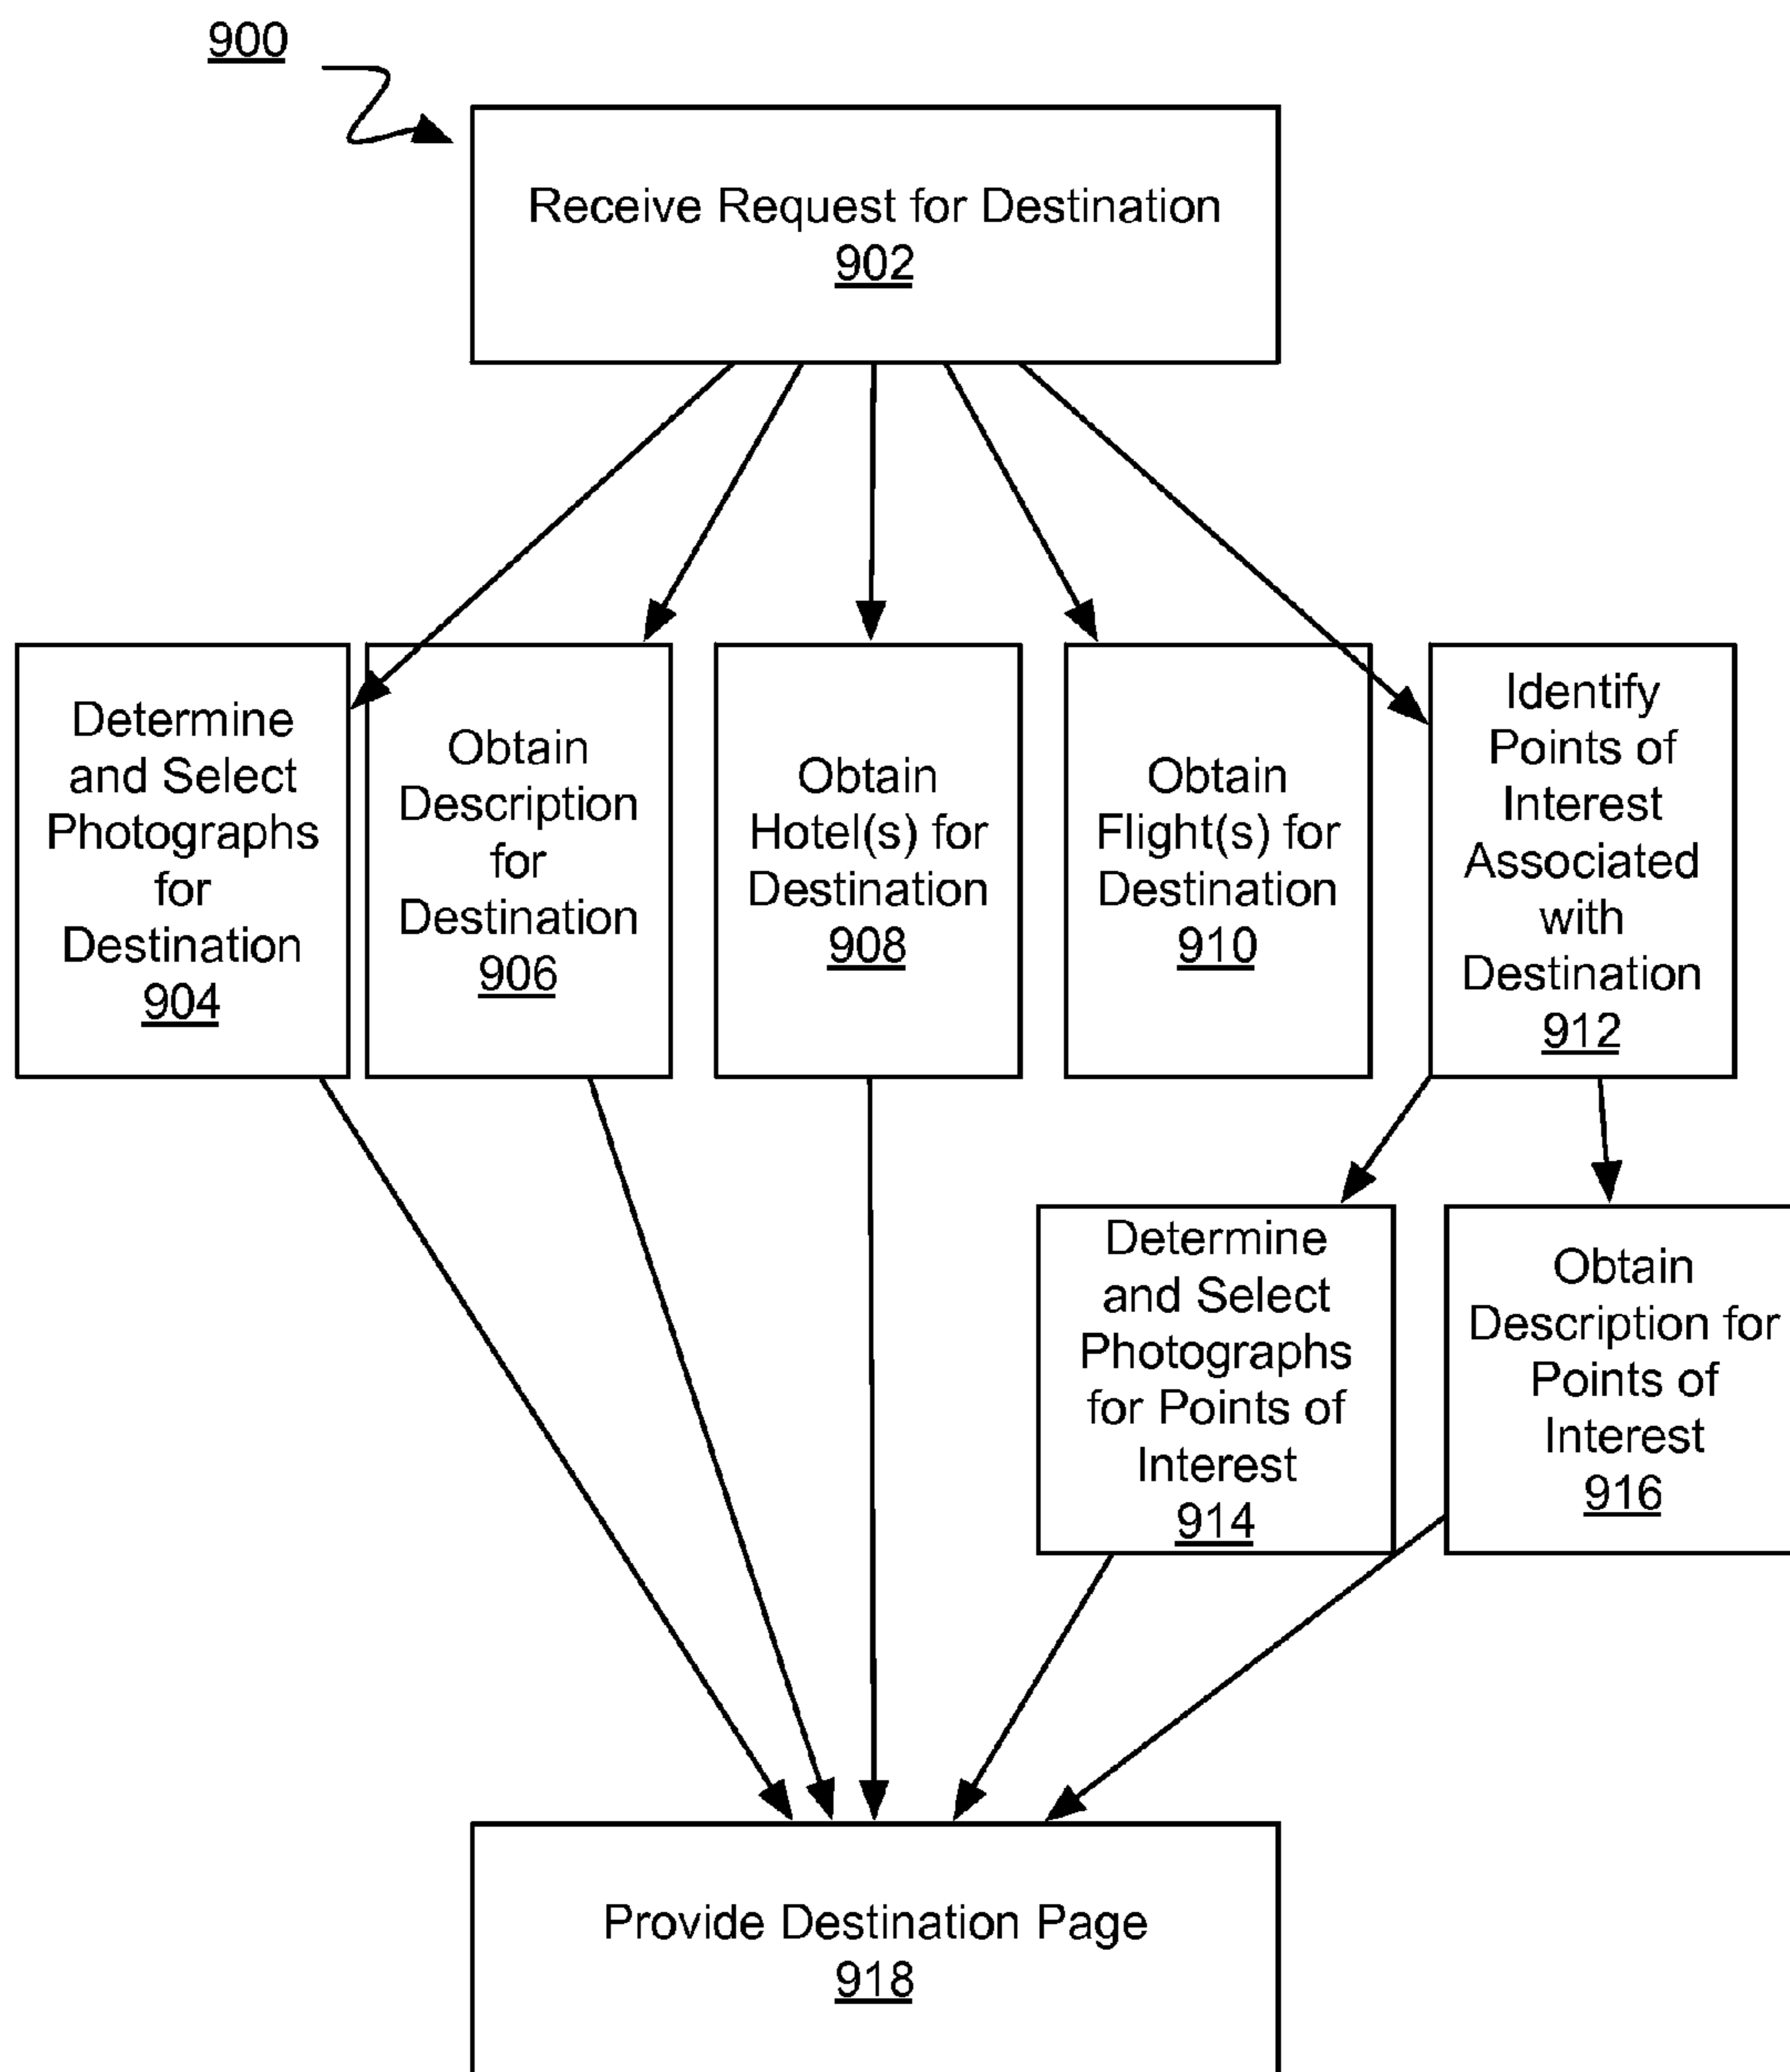 900
Receive Request for Destination
902
Determine
and Select
Photographs
for
Destination
904
Obtain
Description
for
Destination
906
Obtain
Hotel(s) for
Destination
908
Obtain
Flight(s) for
Destination
910
Identify
Points of
Interest
Associated
with
Destination
912
Determine
and Select
Photographs
for Points of
Interest
914
Obtain
Description for
Points of
Interest
916
Provide Destination Page
918